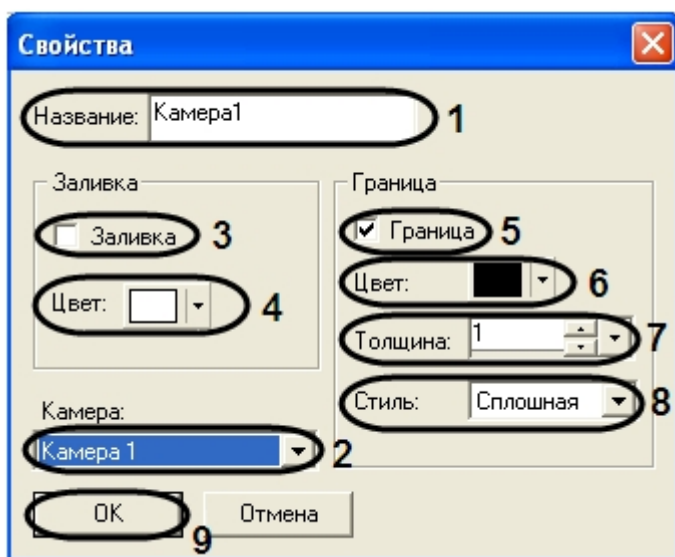 Свойства
Название: Камера1 1
Заливка
Заливка 3
Цвет: 4
Граница
Граница 5
Цвет: 6
Толщина: 1 7
Стиль: Сплошная 8
Камера:
Камера 1 2
OK 9
Отмена